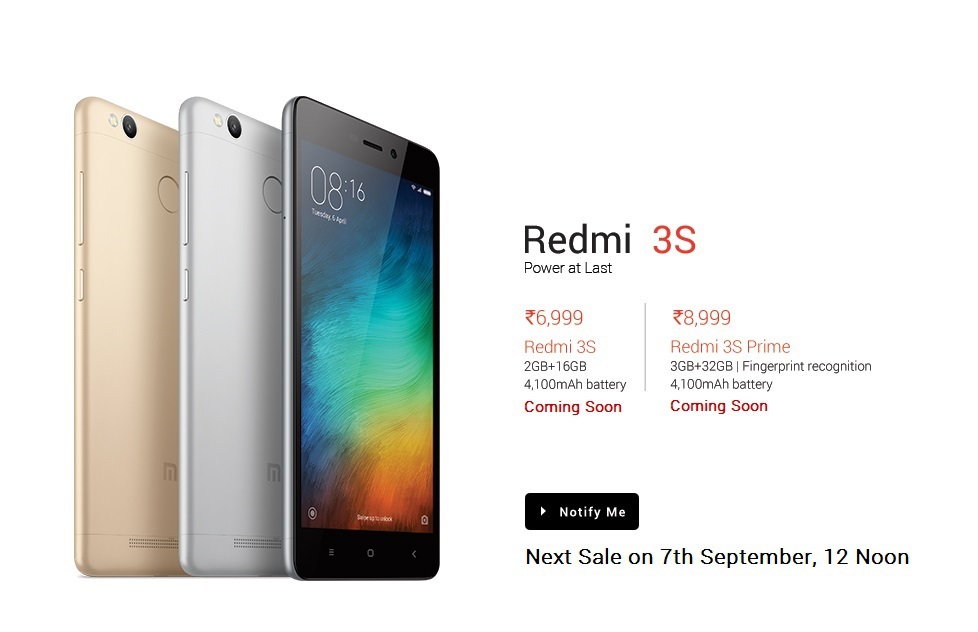 08:16
Tuesday, 6 April
Swipe up to unlock
Redmi 3S
Power at Last
₹6,999
Redmi 3S
2GB+16GB
4,100mAh battery
Coming Soon
₹8,999
Redmi 3S Prime
3GB+32GB | Fingerprint recognition
4,100mAh battery
Coming Soon
Notify Me
Next Sale on 7th September, 12 Noon